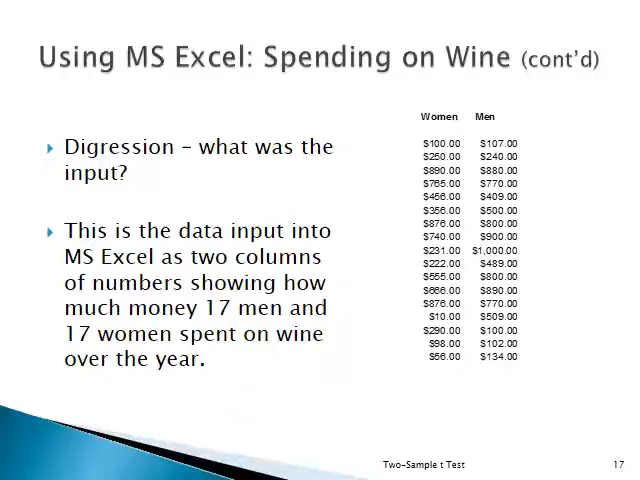 Using MS Excel: Spending on Wine (cont'd)
Digression – what was the
input?
This is the data input into
MS Excel as two columns
of numbers showing how
much money 17 men and
17 women spent on wine
over the year.
Women Men
$100.00 $107.00
$250.00 $240.00
$890.00 $880.00
$765.00 $770.00
$456.00 $409.00
$356.00 $500.00
$876.00 $800.00
$740.00 $900.00
$231.00 $1,000.00
$222.00 $489.00
$555.00 $800.00
$666.00 $890.00
$876.00 $770.00
$10.00 $509.00
$290.00 $100.00
$98.00 $102.00
$56.00 $134.00
Two-Sample t Test 17